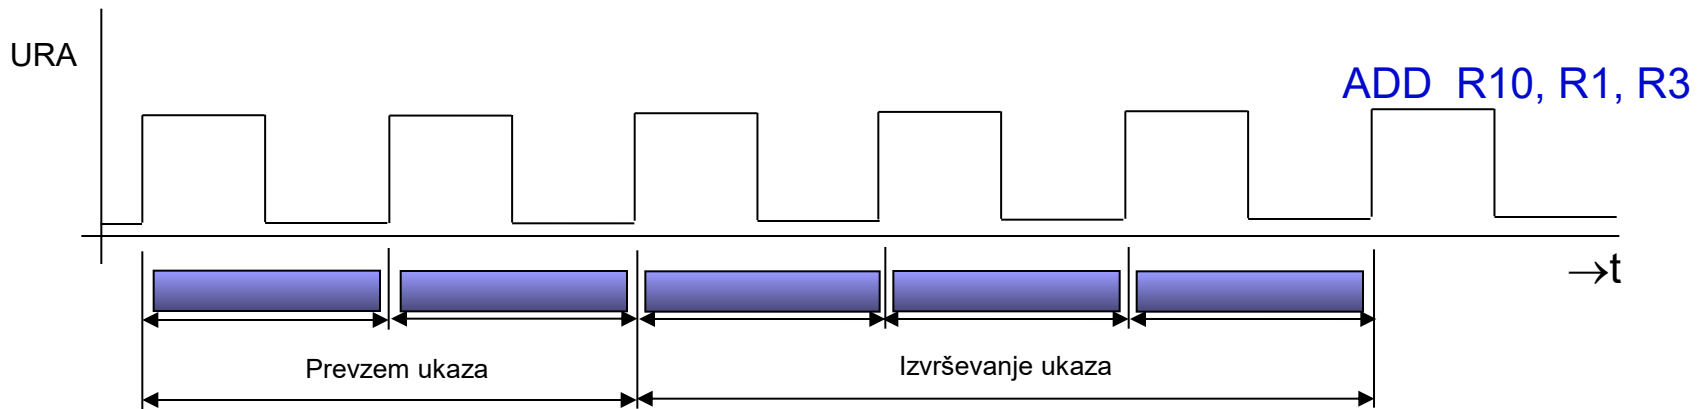 URA
ADD R10, R1, R3
→t
Prevzem ukaza
Izvrševanje ukaza